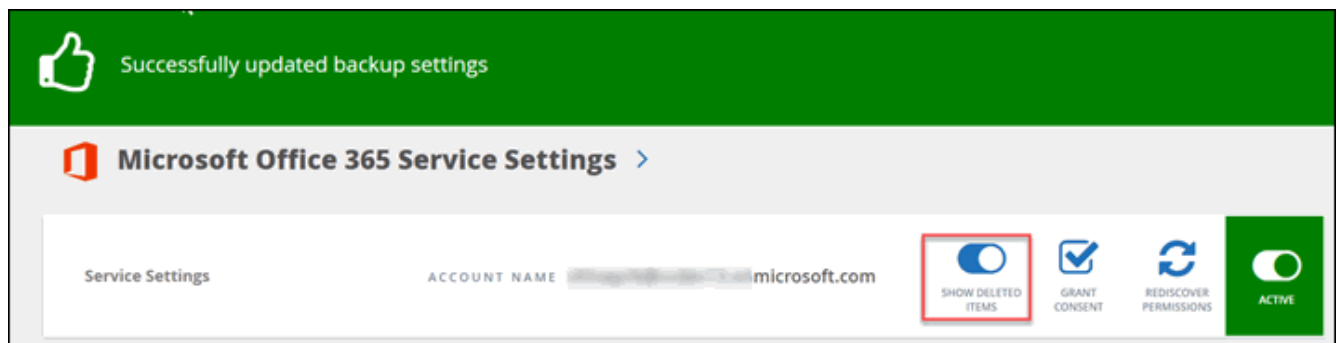 Successfully updated backup settings
Microsoft Office 365 Service Settings >
Service Settings
ACCOUNT NAME
microsoft.com
SHOW DELETED
ITEMS
GRANT
CONSENT
REDISCOVER
PERMISSIONS
ACTIVE